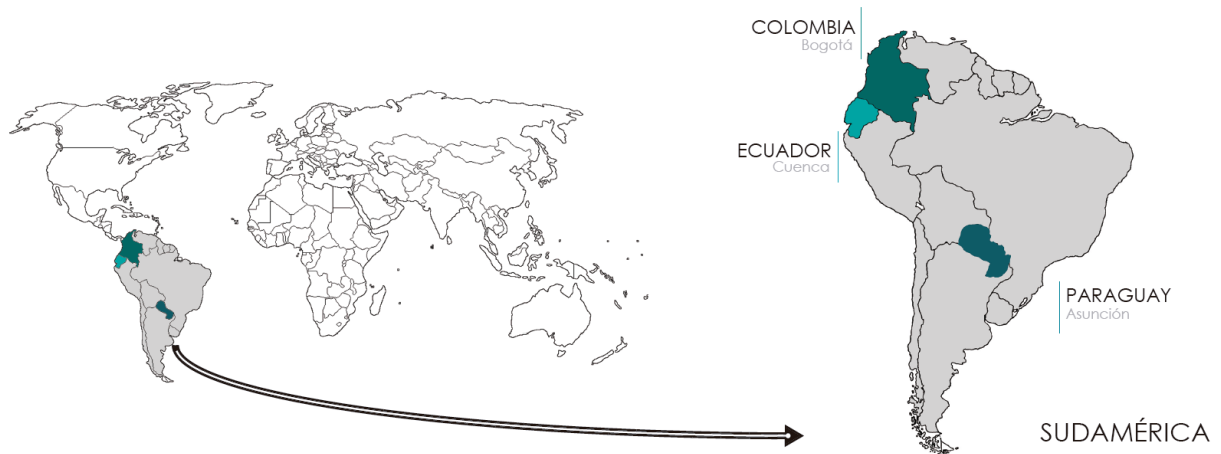 COLOMBIA
Bogotá
ECUADOR
Cuenca
PARAGUAY
Asunción
SUDAMÉRICA